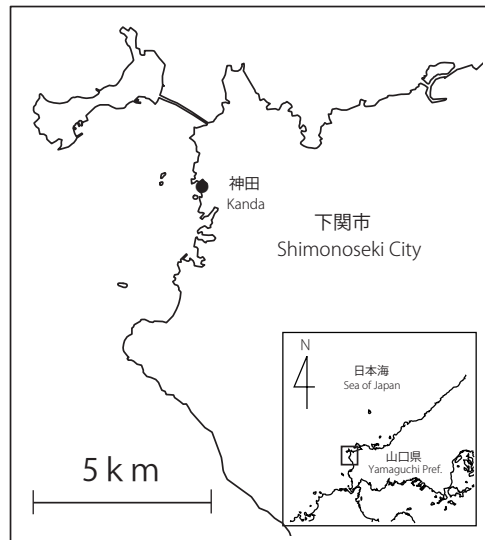 神田
Kanda
下関市
Shimonoseki City
N
日本海
Sea of Japan
山口県
Yamaguchi Pref.
5 km